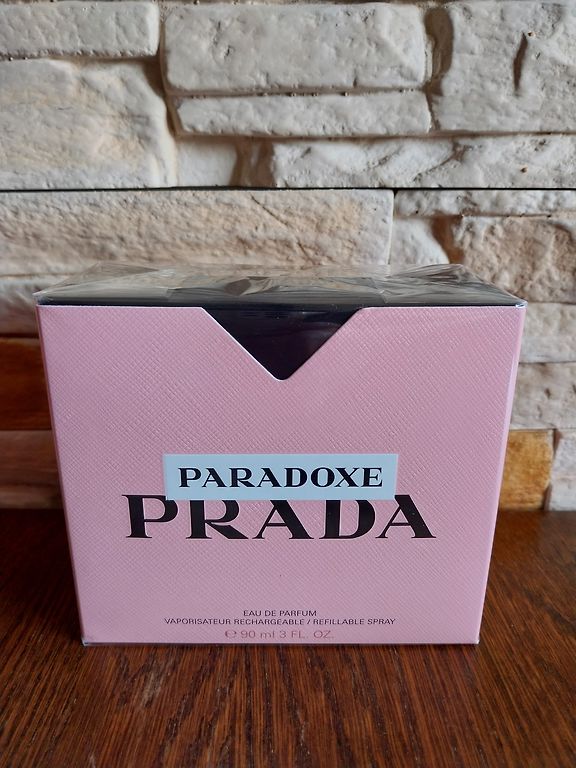 PARADOXE
PRADA
EAU DE PARFUM
VAPORISATEUR RECHARGEABLE / REFILLABLE SPRAY
℮ 90 ml 3 FL. OZ.